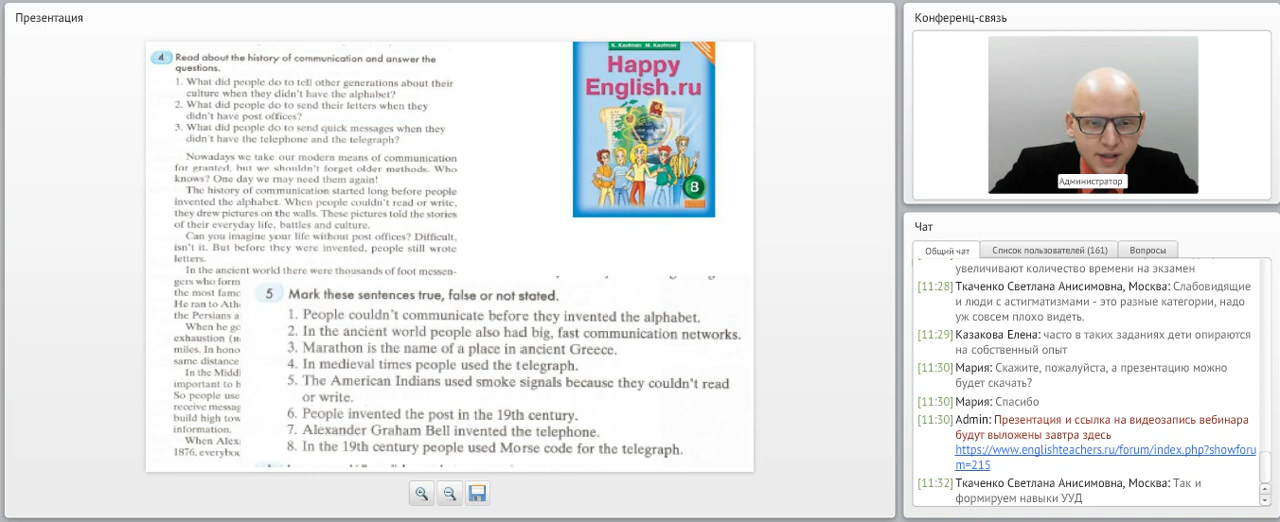 Презентация
4 Read about the history of communication and answer the
questions.
1. What did people do to tell other generations about their
culture when they didn't have the alphabet?
2. What did people do to send their letters when they
didn't have post offices?
3. What did people do to send quick messages when they
didn't have the telephone and the telegraph?
Nowadays we take our modern means of communication
for granted, but we shouldn't forget older methods. Who
knows? One day we may need them again!
The history of communication started long before people
invented the alphabet. When people couldn't read or write,
they drew pictures on the walls. These pictures told the stories
of their everyday life, battles and culture.
Can you imagine your life without post offices? Difficult,
isn't it. But before they were invented, people still wrote
letters.
In the ancient world there were thousands of foot messen-
gers who form
the most famo
He ran to Ath
the Persians a
When he go
exhaustion
miles. In hono
same distance
In the Middl
important to h
So people use
receive messag
build high tow
information.
When Alex
1876, everybo
K. Kaufman M. Kaufman
Happy
English.ru
8
5 Mark these sentences true, false or not stated.
1. People couldn't communicate before they invented the alphabet.
2. In the ancient world people also had big, fast communication networks.
3. Marathon is the name of a place in ancient Greece.
4. In medieval times people used the telegraph.
5. The American Indians used smoke signals because they couldn't read
or write.
6. People invented the post in the 19th century.
7. Alexander Graham Bell invented the telephone.
8. In the 19th century people used Morse code for the telegraph.
Конференц-связь
Администратор
Чат
Общий чат Список пользователей (161) Вопросы
увеличивают количество времени на экзамен
[11:28] Ткаченко Светлана Анисимовна, Москва: Слабовидящие
и люди с астигматизмами - это разные категории, надо
уж совсем плохо видеть.
[11:29] Казакова Елена: часто в таких заданиях дети опираются
на собственный опыт
[11:30] Мария: Скажите, пожалуйста, а презентацию можно
будет скачать?
[11:30] Мария: Спасибо
[11:30] Admin: Презентация и ссылка на видеозапись вебинара
будут выложены завтра здесь
https://www.englishteachers.ru/forum/index.php?showforu
m=215
[11:32] Ткаченко Светлана Анисимовна, Москва: Так и
формируем навыки УУД